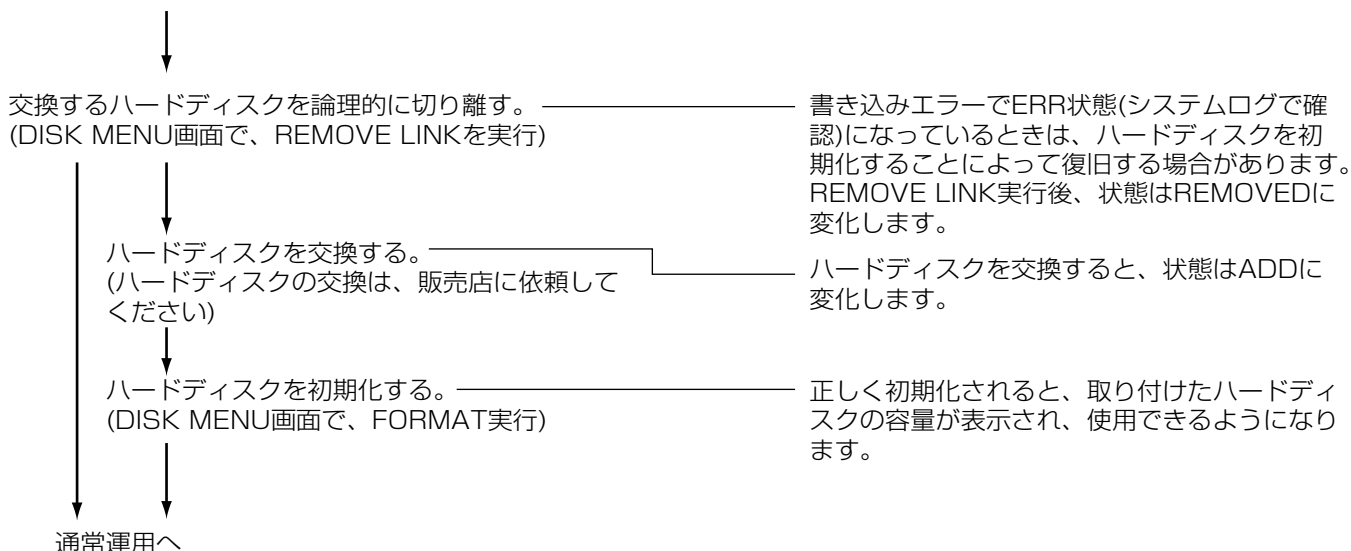 交換するハードディスクを論理的に切り離す。
(DISK MENU画面で、REMOVE LINKを実行)
書き込みエラーでERR状態(システムログで確
認)になっているときは、ハードディスクを初
期化することによって復旧する場合があります。
REMOVE LINK実行後、状態はREMOVEDに
変化します。
ハードディスクを交換する。
(ハードディスクの交換は、販売店に依頼して
ください)
ハードディスクを交換すると、状態はADDに
変化します。
ハードディスクを初期化する。
(DISK MENU画面で、FORMAT実行)
正しく初期化されると、取り付けたハードディ
スクの容量が表示され、使用できるようになり
ます。
通常運用へ